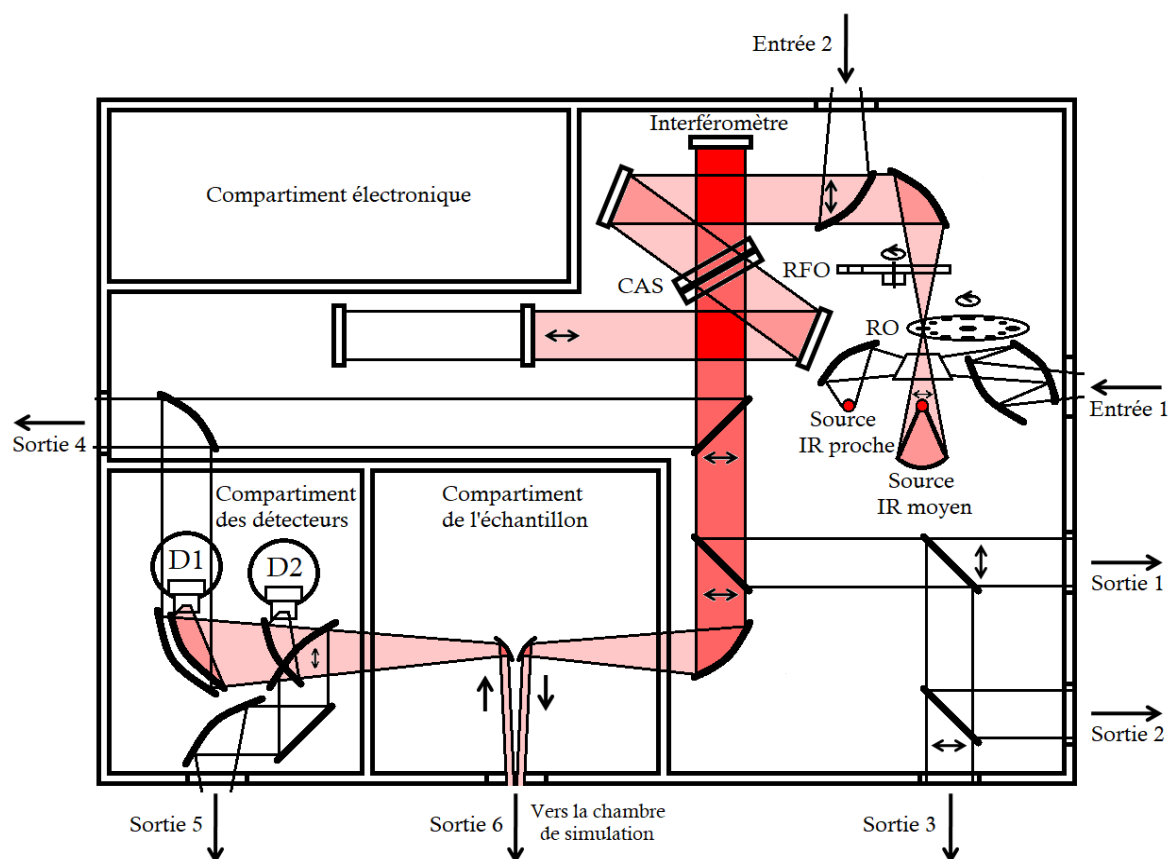 Entrée 2
Interféromètre
Compartiment électronique
CAS
RFO
RO
Entrée 1
Source
IR proche
Source
IR moyen
Sortie 4
Compartiment
des détecteurs
Compartiment
de l'échantillon
D1
D2
Sortie 1
Sortie 2
Sortie 5
Sortie 6
Vers la chambre
de simulation
Sortie 3